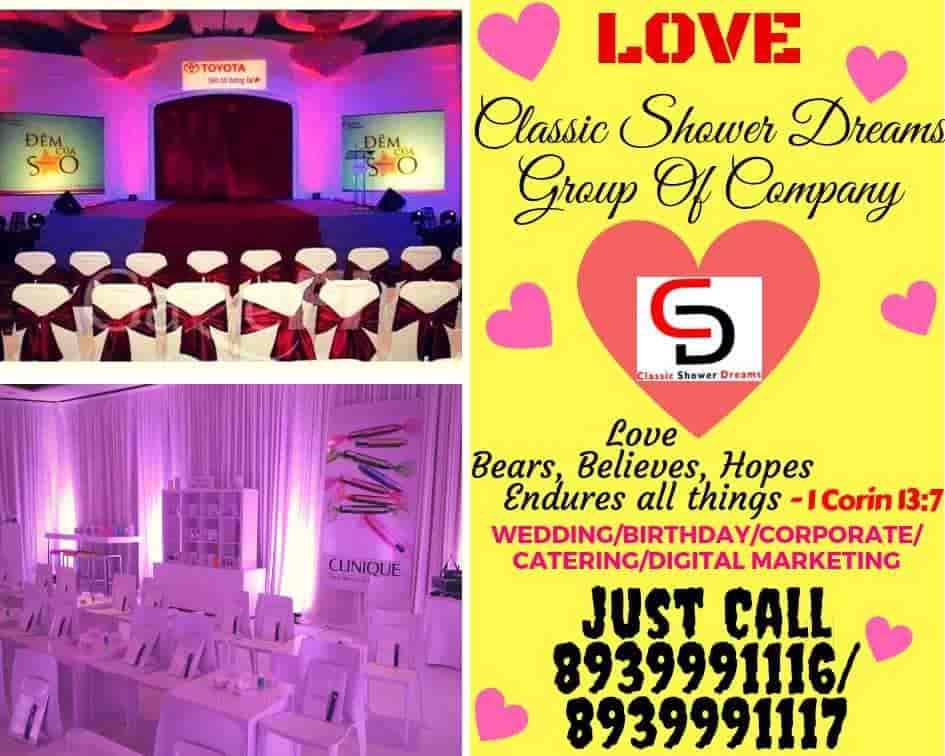 TOYOTA
ĐÊM
CỦA
SAO
ĐÊM
CỦA
SAO
CLINIQUE
LOVE
Classic Shower Dreams
Group Of Company
CD
Classic Shower Dreams
Love
Bears, Believes, Hopes
Endures all things - 1 Corin 13:7
WEDDING/BIRTHDAY/CORPORATE/
CATERING/DIGITAL MARKETING
JUST CALL
8939991116/
8939991117